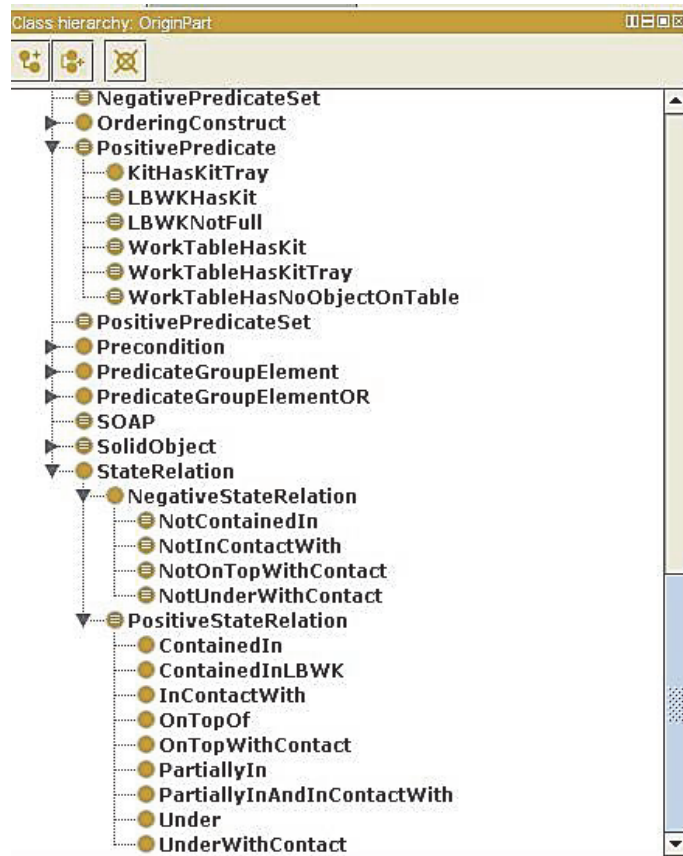 Class hierarchy: OriginPart
NegativePredicateSet
OrderingConstruct
PositivePredicate
KitHasKitTray
LBWKHasKit
LBWKNotFull
WorkTableHasKit
WorkTableHasKitTray
WorkTableHasNoObjectOnTable
PositivePredicateSet
Precondition
PredicateGroupElement
PredicateGroupElementOR
SOAP
SolidObject
StateRelation
NegativeStateRelation
NotContainedIn
NotInContactWith
NotOnTopWithContact
NotUnderWithContact
PositiveStateRelation
ContainedIn
ContainedInLBWK
InContactWith
OnTopOf
OnTopWithContact
PartiallyIn
PartiallyInAndInContactWith
Under
UnderWithContact